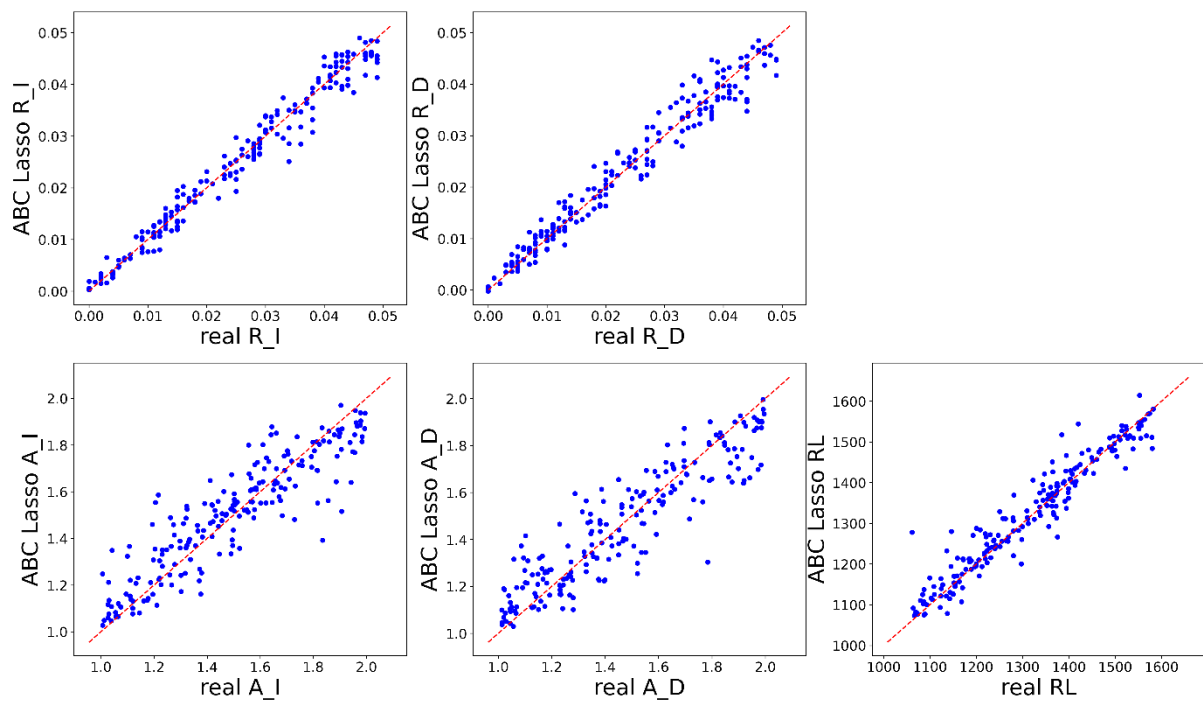 ABC Lasso R_I
0.05
0.04
0.03
0.02
0.01
0.00
0.00 0.01 0.02 0.03 0.04 0.05
real R_I
ABC Lasso R_D
0.05
0.04
0.03
0.02
0.01
0.00
0.00 0.01 0.02 0.03 0.04 0.05
real R_D
ABC Lasso A_I
2.0
1.8
1.6
1.4
1.2
1.0
1.0 1.2 1.4 1.6 1.8 2.0
real A_I
ABC Lasso A_D
2.0
1.8
1.6
1.4
1.2
1.0
1.0 1.2 1.4 1.6 1.8 2.0
real A_D
ABC Lasso RL
1600
1500
1400
1300
1200
1100
1000
1000 1100 1200 1300 1400 1500 1600
real RL